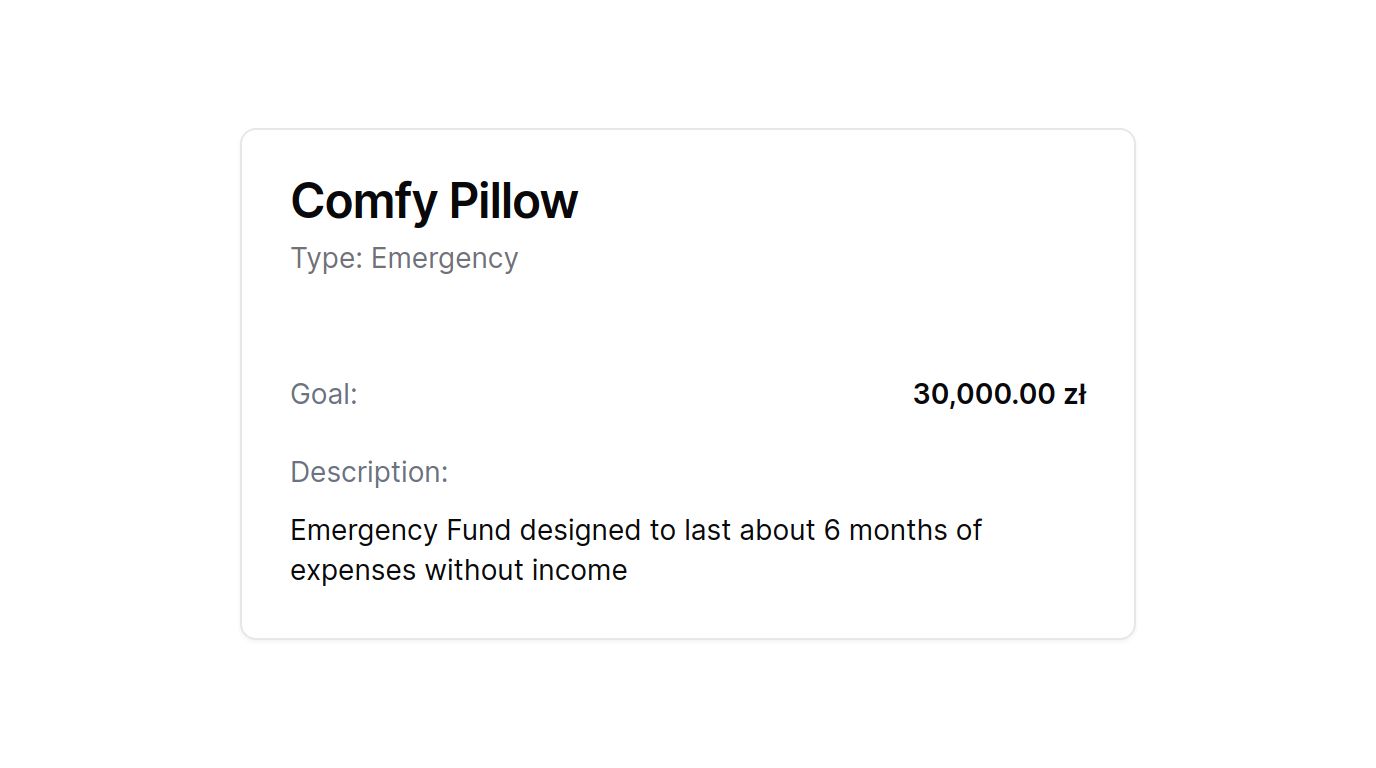 Comfy Pillow
Type: Emergency
Goal: 30,000.00 zł
Description:
Emergency Fund designed to last about 6 months of
expenses without income